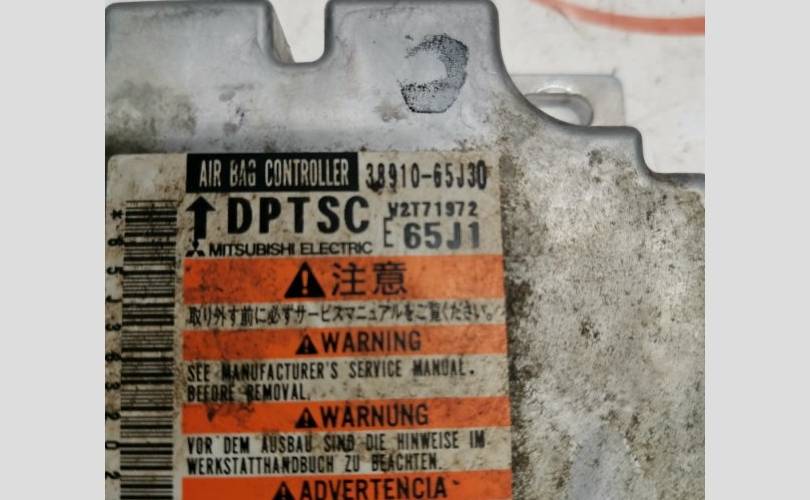 AIR BAG CONTROLLER 38910-65J30
DPTSC W2T71972
E 65J1
MITSUBISHI ELECTRIC
注意
取り外す前に必ずサービスマニュアルをご覧ください。
WARNING
SEE MANUFACTURER'S SERVICE MANUAL.
BEFORE REMOVAL.
WARNUNG
VOR DEM AUSBAU SIND DIE HINWEISE IM
WERKSTATTHANDBUCH ZU BEACHTEN.
ADVERTENCIA